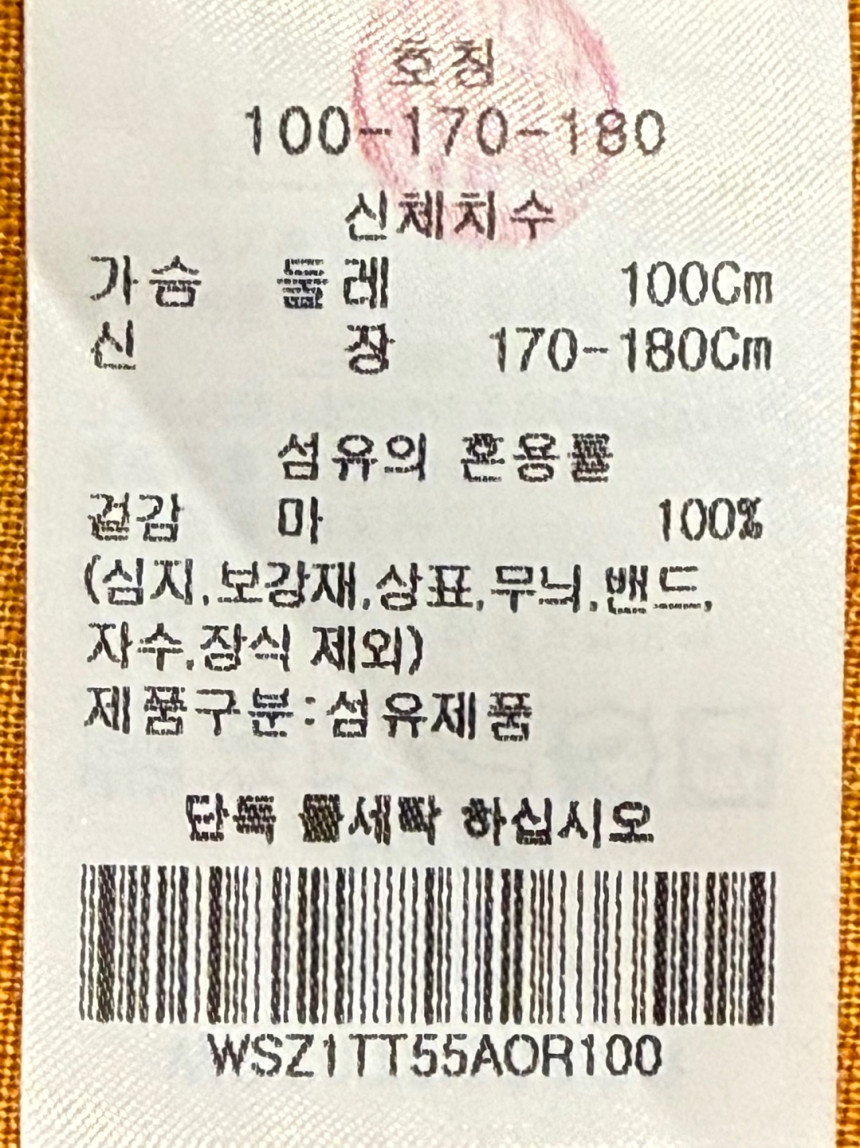 호칭
100-170-180
신체치수
가슴 둘레 100Cm
신 장 170-180Cm
섬유의 혼용률
겉감 마 100%
(심지,보강재,상표,무늬,밴드,
자수,장식 제외)
제품구분:섬유제품
단독 물세탁 하십시오
WSZ1TT55AOR100